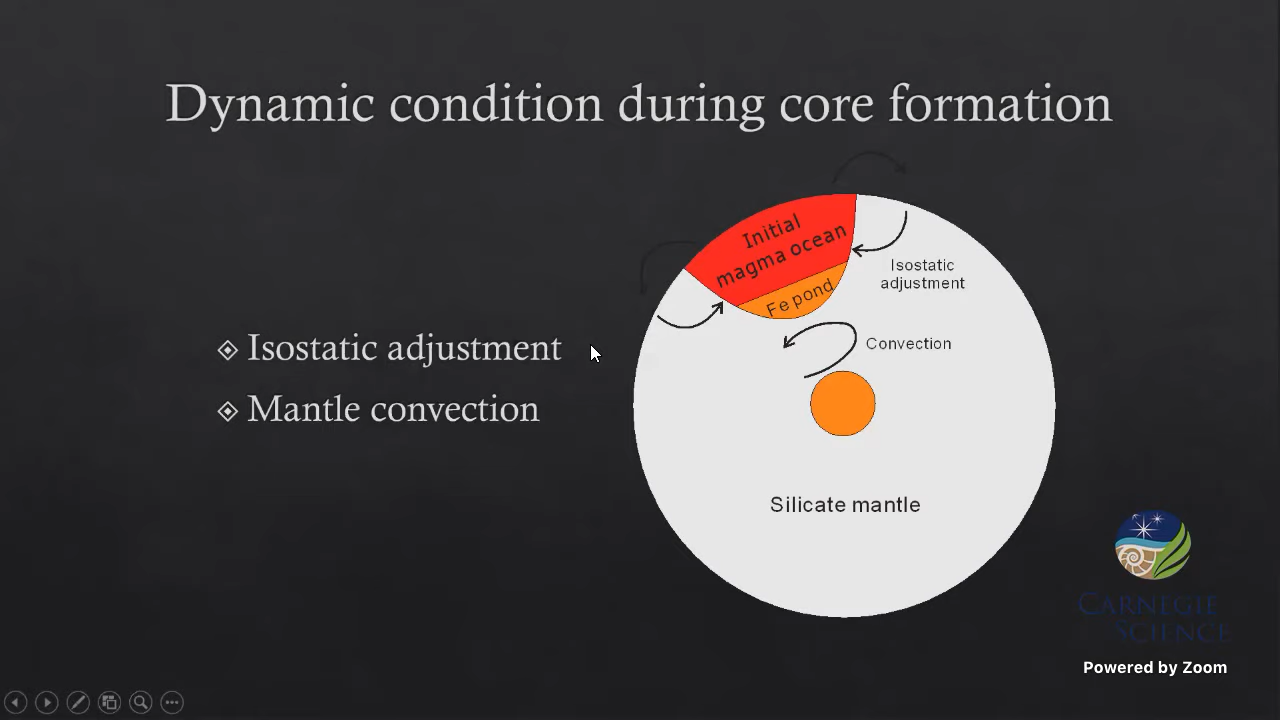 Dynamic condition during core formation
Initial
magma ocean
Fe pond
Isostatic
adjustment
Convection
Isostatic adjustment
Mantle convection
Silicate mantle
CARNEGIE
SCIENCE
Powered by Zoom